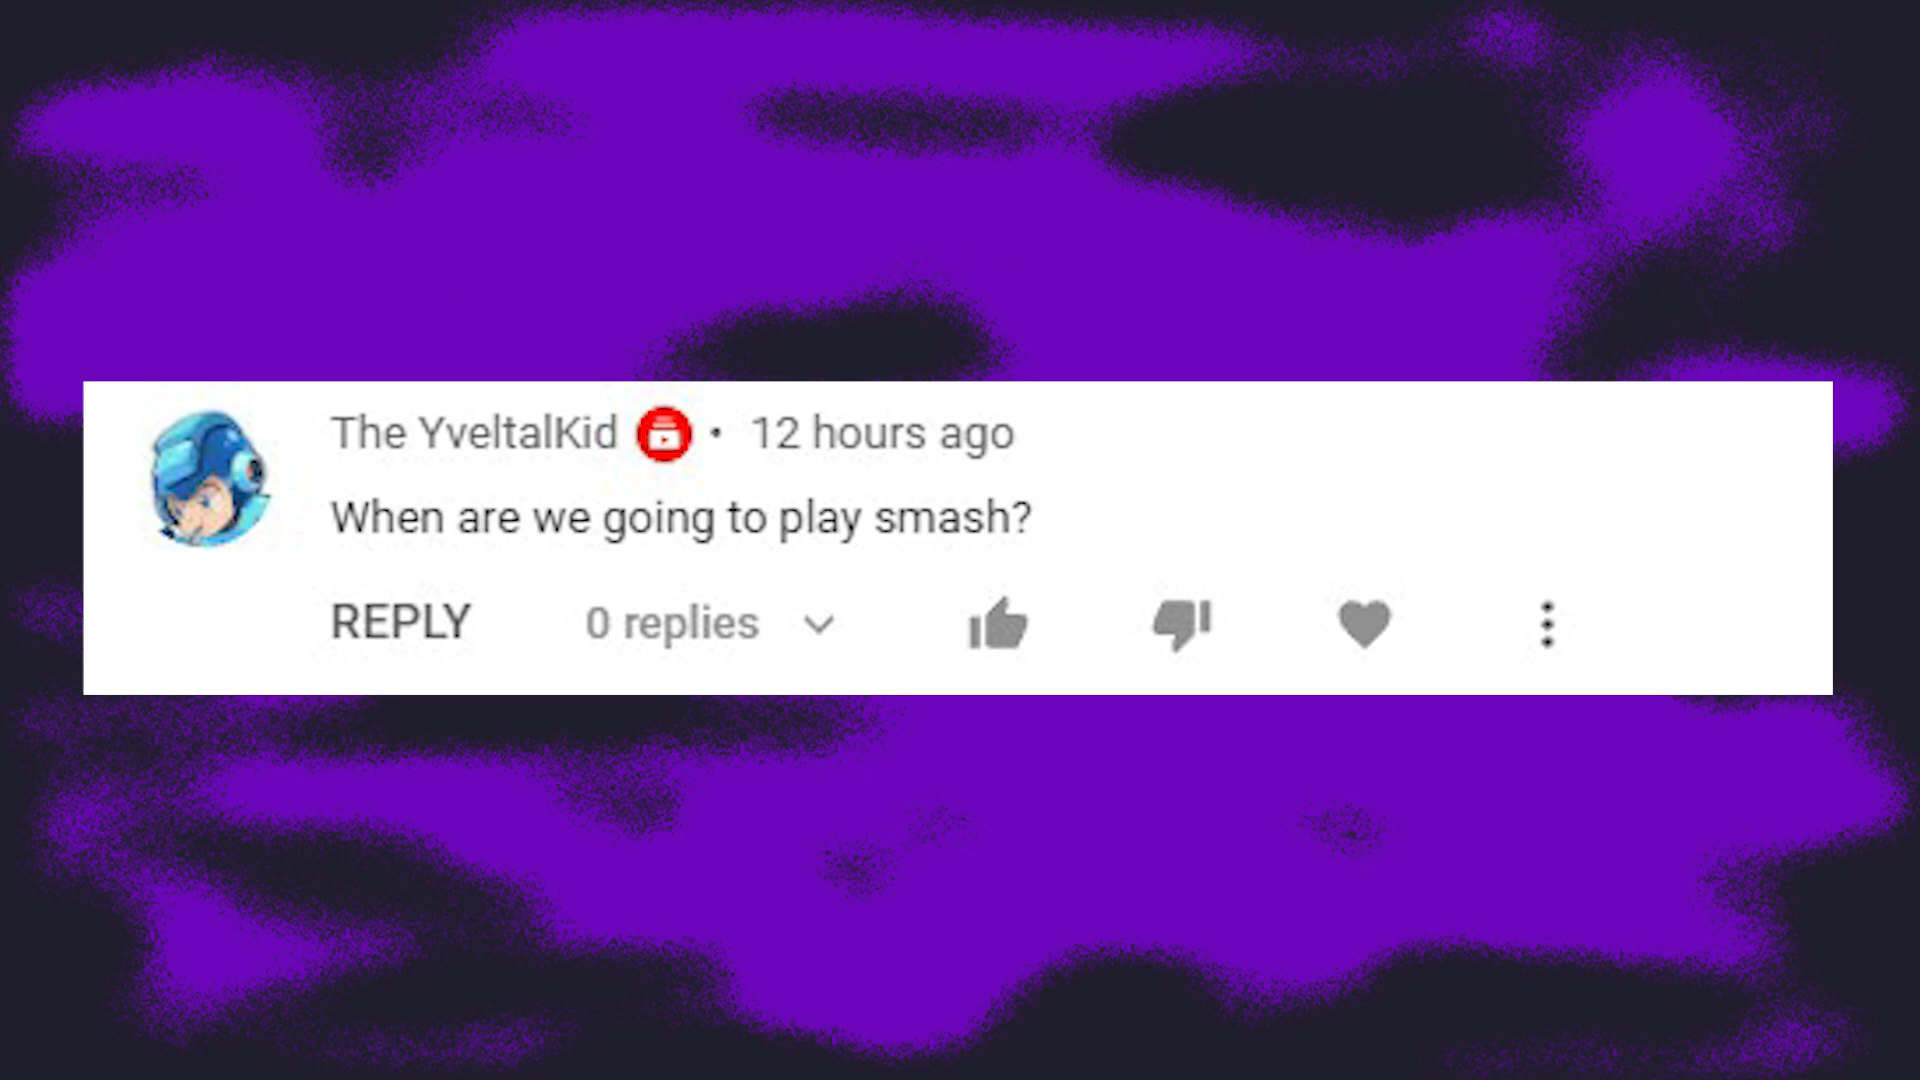 The YveltalKid • 12 hours ago
When are we going to play smash?
REPLY 0 replies